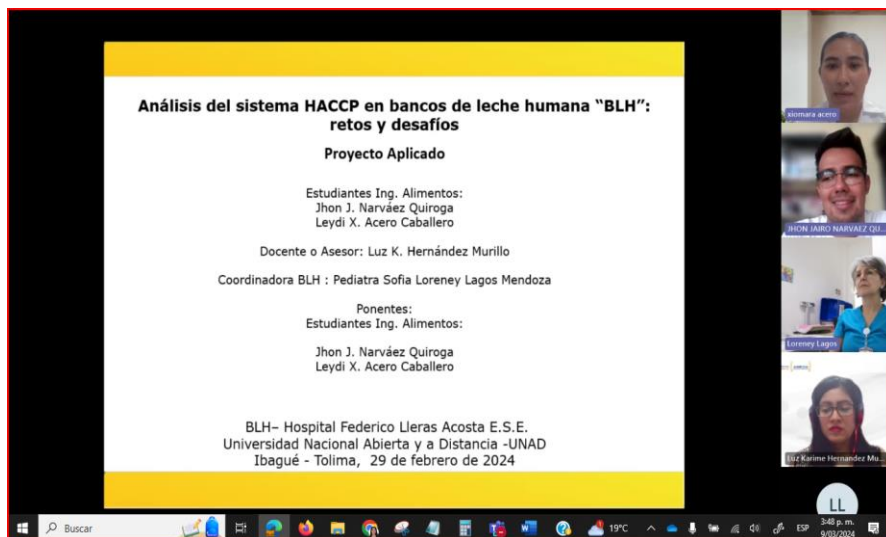 Análisis del sistema HACCP en bancos de leche humana “BLH”:
retos y desafíos
Proyecto Aplicado
Estudiantes Ing. Alimentos:
Jhon J. Narváez Quiroga
Leydi X. Acero Caballero
Docente o Asesor: Luz K. Hernández Murillo
Coordinadora BLH : Pediatra Sofia Loreney Lagos Mendoza
Ponentes:
Estudiantes Ing. Alimentos:
Jhon J. Narváez Quiroga
Leydi X. Acero Caballero
BLH– Hospital Federico Lleras Acosta E.S.E.
Universidad Nacional Abierta y a Distancia -UNAD
Ibagué - Tolima, 29 de febrero de 2024
xiomara acero
JHON JAIRO NARVAEZ QU...
Loreney Lagos
Luz Karime Hernandez Mu...
LL
Buscar
19°C
ESP
3:48 p. m.
9/03/2024